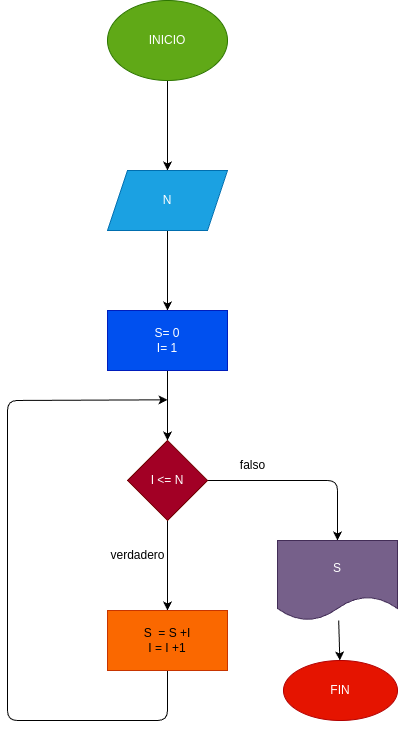 INICIO
N
S= 0
I= 1
I <= N
falso
verdadero
S
S  = S +I
I = I +1
FIN